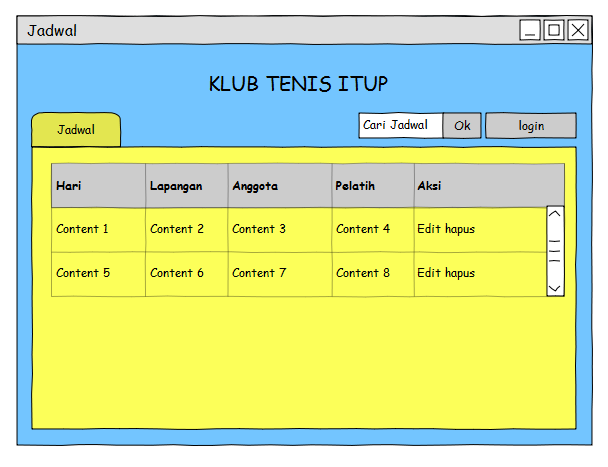 Jadwal
KLUB TENIS ITUP
Jadwal
Cari Jadwal Ok login
Hari Lapangan Anggota Pelatih Aksi
Content 1 Content 2 Content 3 Content 4 Edit hapus
Content 5 Content 6 Content 7 Content 8 Edit hapus